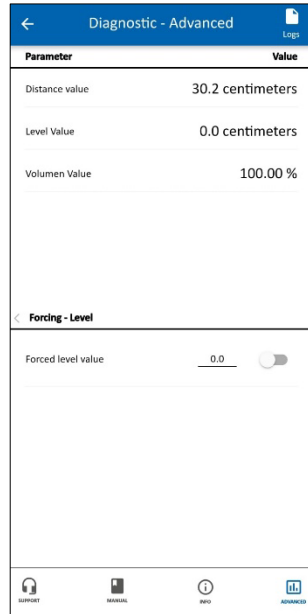 Diagnostic - Advanced
Logs
Parameter Value
Distance value 30.2 centimeters
Level Value 0.0 centimeters
Volumen Value 100.00 %
Forcing - Level
Forced level value 0.0
SUPPORT MANUAL INFO ADVANCED